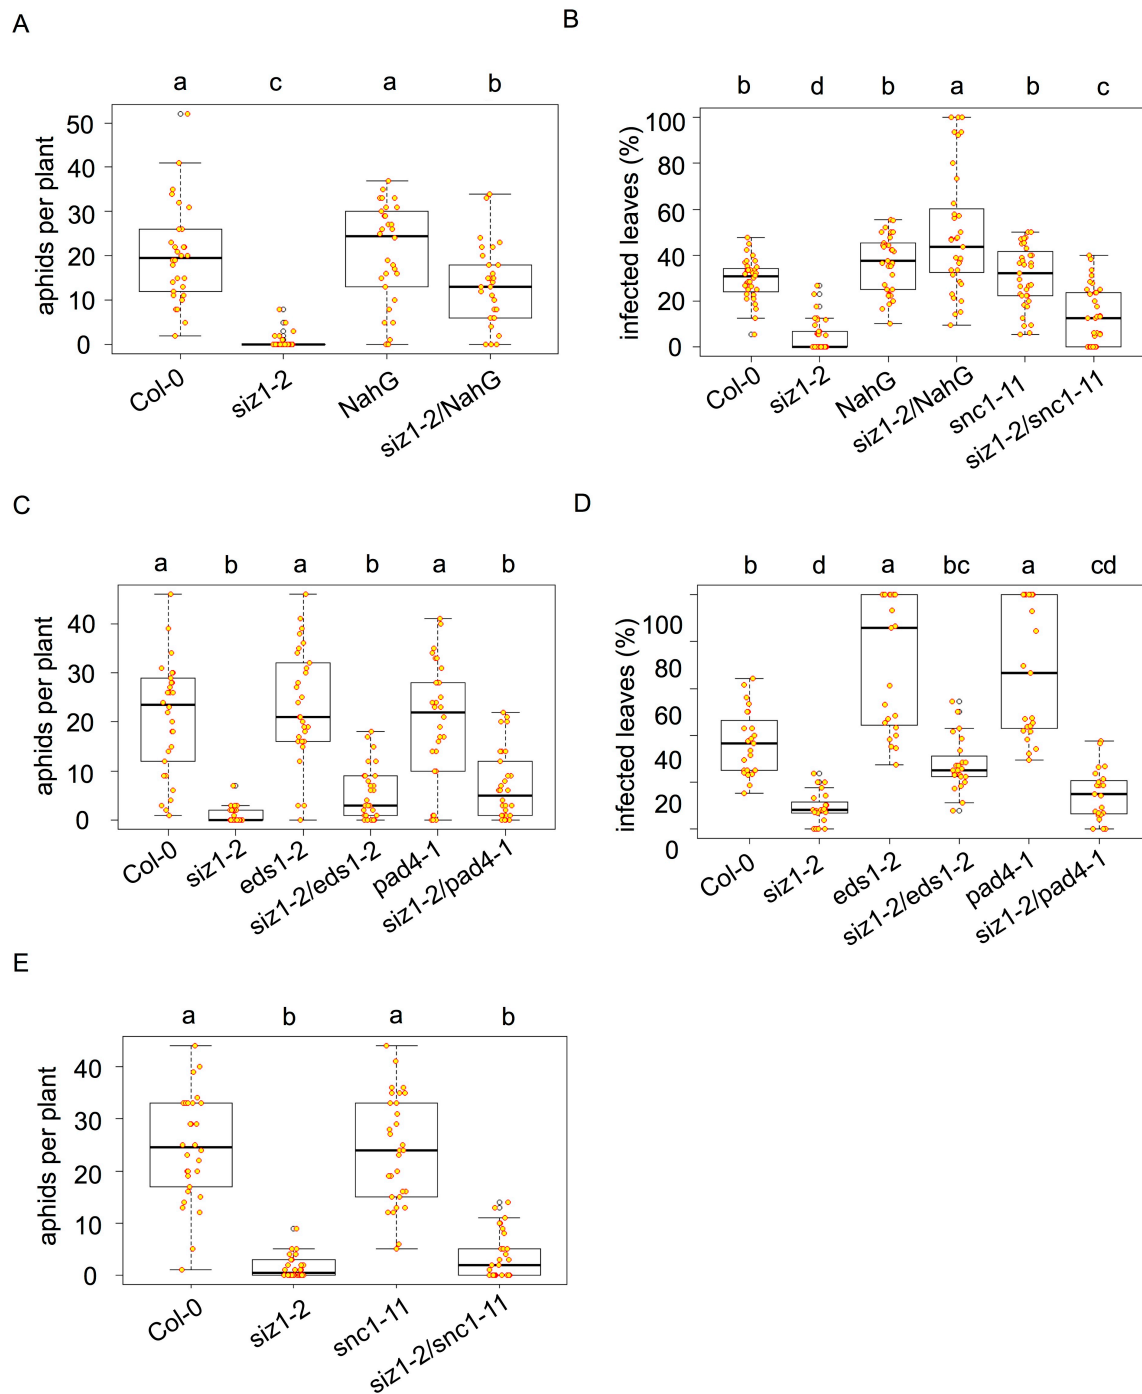 A
a c a b
aphids per plant
50
40
30
20
10
0
Col-0 siz1-2 NahG siz1-2/NahG
B
b d b a b c
infected leaves (%)
100
80
60
40
20
0
Col-0 siz1-2 NahG siz1-2/NahG snc1-11 siz1-2/snc1-11
C
a b a b a b
aphids per plant
40
30
20
10
0
Col-0 siz1-2 eds1-2 siz1-2/eds1-2 pad4-1 siz1-2/pad4-1
D
b d a bc a cd
infected leaves (%)
100
80
60
40
20
0
Col-0 siz1-2 eds1-2 siz1-2/eds1-2 pad4-1 siz1-2/pad4-1
E
a b a b
aphids per plant
40
30
20
10
0
Col-0 siz1-2 snc1-11 siz1-2/snc1-11